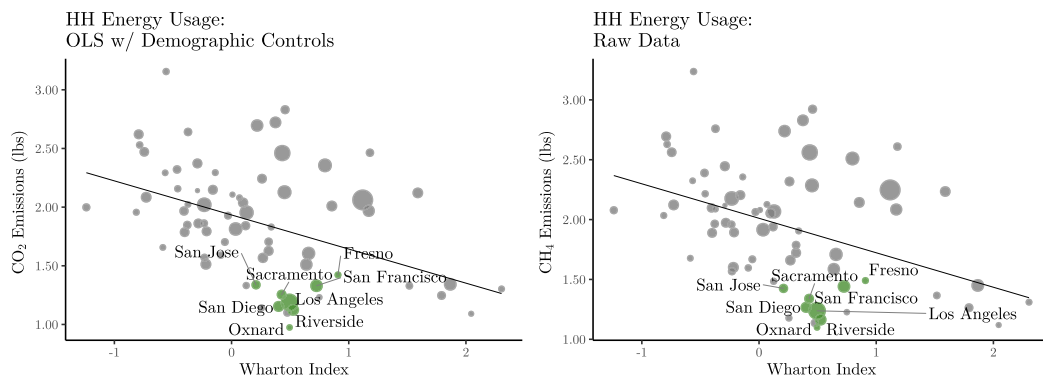 HH Energy Usage:
OLS w/ Demographic Controls
CO2 Emissions (lbs)
3.00
2.50
2.00
1.50
1.00
San Jose
Fresno
Sacramento
San Francisco
San Diego
Los Angeles
Oxnard
Riverside
-1
0
1
2
Wharton Index
HH Energy Usage:
Raw Data
CH4 Emissions (lbs)
3.00
2.50
2.00
1.50
1.00
Fresno
Sacramento
San Jose
San Francisco
San Diego
Los Angeles
Oxnard
Riverside
-1
0
1
2
Wharton Index